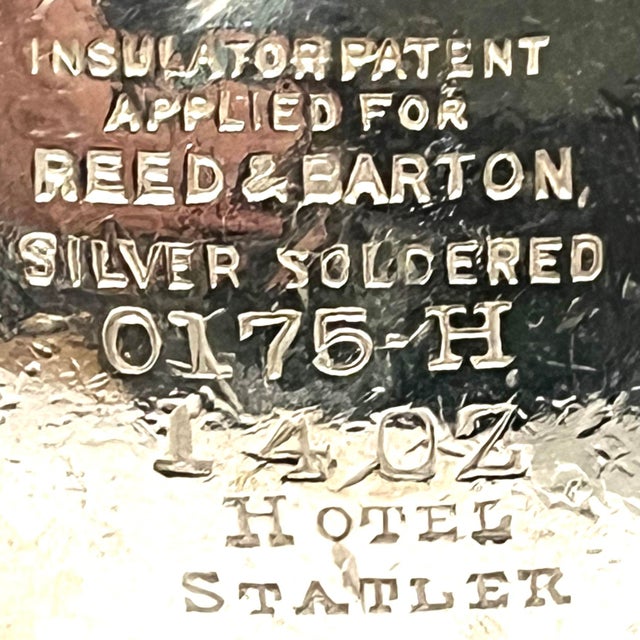 INSULATOR PATENT
APPLIED FOR
REED & BARTON,
SILVER SOLDERED
0175-H
14 OZ
HOTEL
STATLER